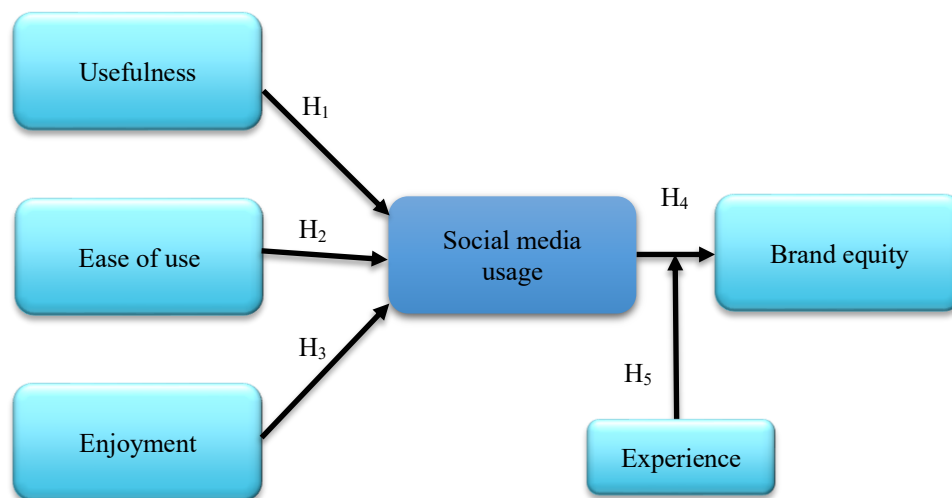 Usefulness
H₁
Ease of use
H₂
Social media
usage
H₄
Brand equity
H₃
Enjoyment
H₅
Experience